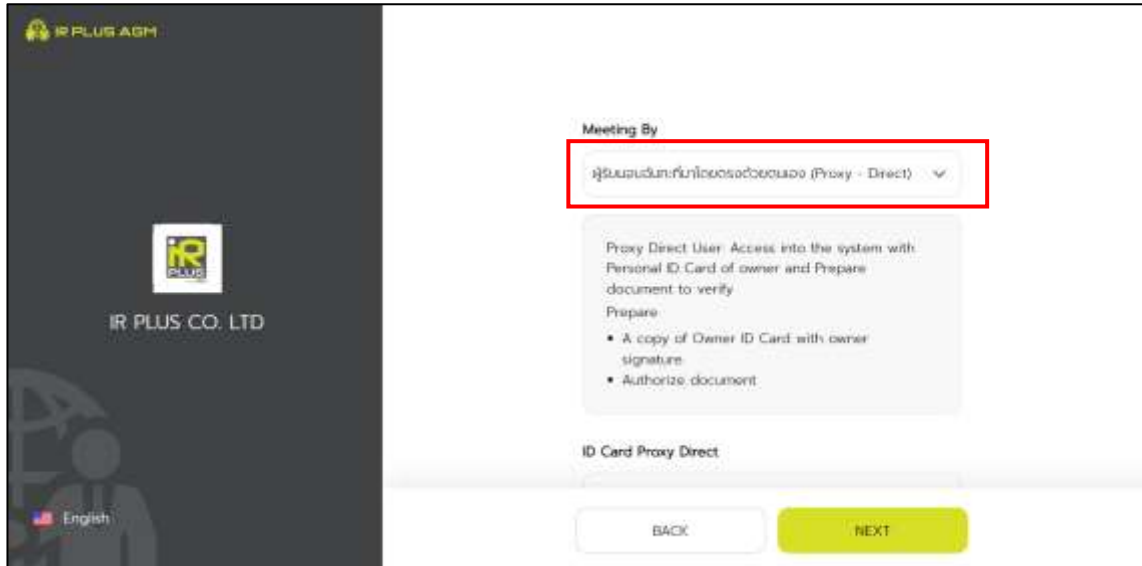 IR PLUS AGM
iR
PLUS
IR PLUS CO. LTD
English
Meeting By
ผู้รับมอบฉันทะที่มาโดยตรงด้วยตนเอง (Proxy - Direct)
Proxy Direct User: Access into the system with
Personal ID Card of owner and Prepare
document to verify
Prepare
• A copy of Owner ID Card with owner
signature
• Authorize document
ID Card Proxy Direct
BACK
NEXT